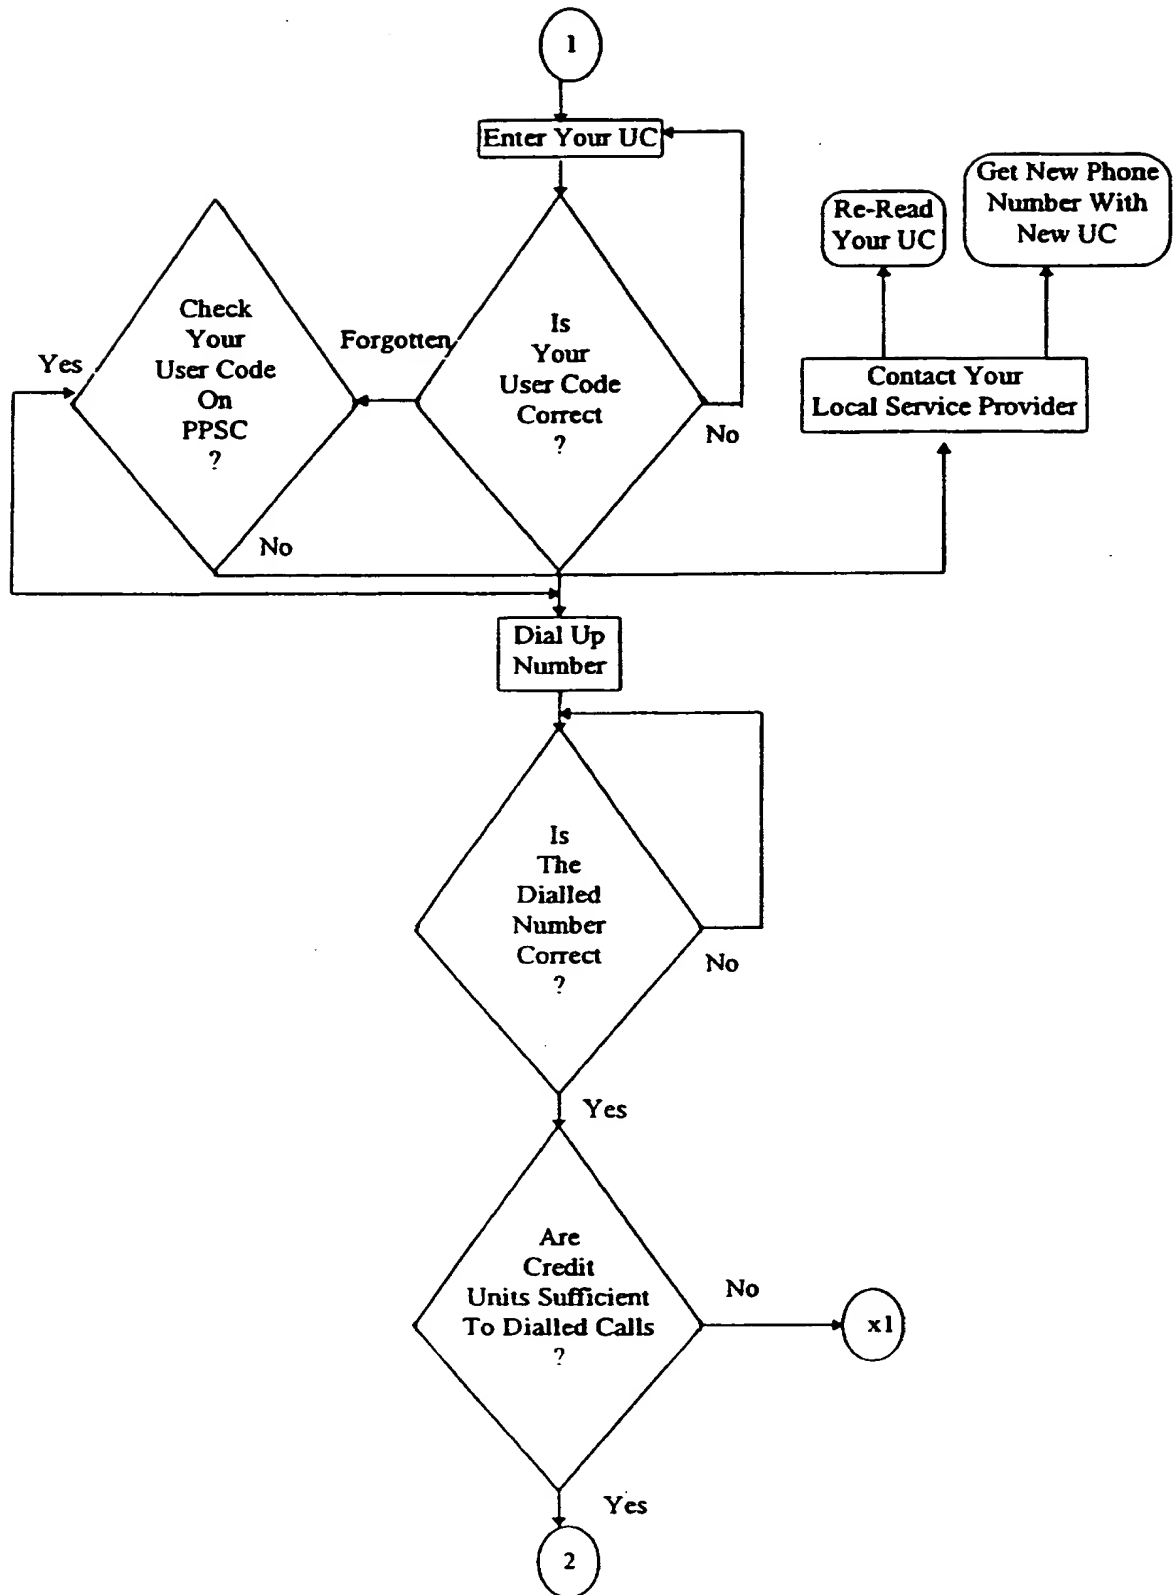 1
Enter Your UC
Re-Read
Your UC
Get New Phone
Number With
New UC
Check
Your
User Code
On
PPSC
?
Yes
Forgotten
Is
Your
User Code
Correct
?
No
Contact Your
Local Service Provider
No
Dial Up
Number
Is
The
Dialled
Number
Correct
?
No
Yes
Are
Credit
Units Sufficient
To Dialled Calls
?
No
x1
Yes
2